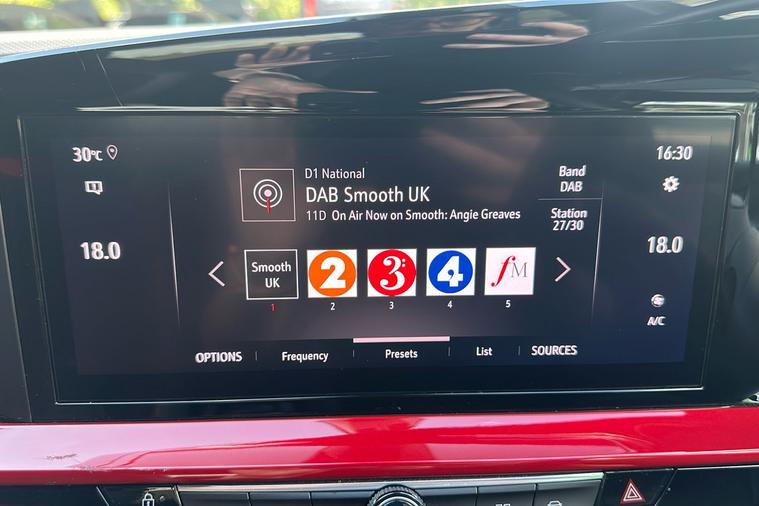 30°C
16:30
D1 National
DAB Smooth UK
11D On Air Now on Smooth: Angie Greaves
Band
DAB
Station
27/30
18.0
18.0
Smooth
UK
2
3
4
fM
1
2
3
4
5
A/C
OPTIONS
Frequency
Presets
List
SOURCES